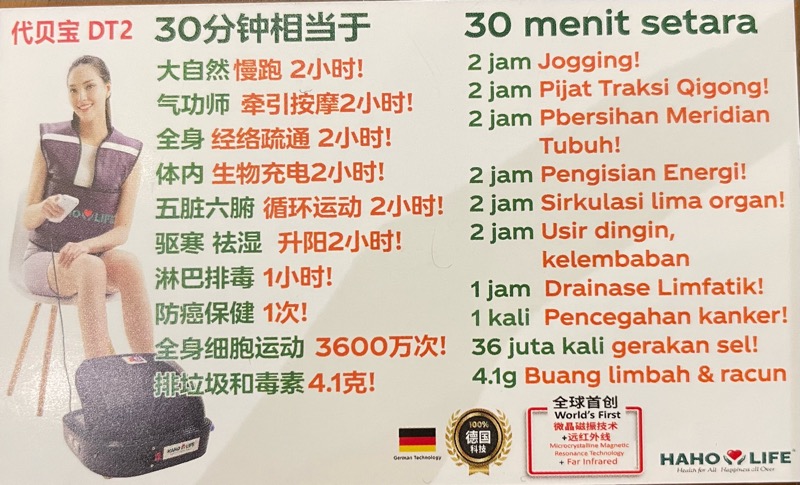 代贝宝 DT2
30分钟相当于
大自然 慢跑 2小时!
气功师 牵引按摩2小时!
全身 经络疏通 2小时!
体内 生物充电2小时!
五脏六腑 循环运动 2小时!
驱寒 祛湿 升阳2小时!
淋巴排毒 1小时!
防癌保健 1次!
全身细胞运动 3600万次!
排垃圾和毒素 4.1克!
30 menit setara
2 jam Jogging!
2 jam Pijat Traksi Qigong!
2 jam Pbersihan Meridian
Tubuh!
2 jam Pengisian Energi!
2 jam Sirkulasi lima organ!
2 jam Usir dingin,
kelembaban
1 jam Drainase Limfatik!
1 kali Pencegahan kanker!
36 juta kali gerakan sel!
4.1g Buang limbah & racun
HAHO LIFE
HAHO LIFE
German Technology
100%
德国
科技
全球首创
World's First
微晶磁振技术
+远红外线
Microcrystalline Magnetic
Resonance Technology
+ Far Infrared
HAHO LIFE
Health for All Happiness all Over